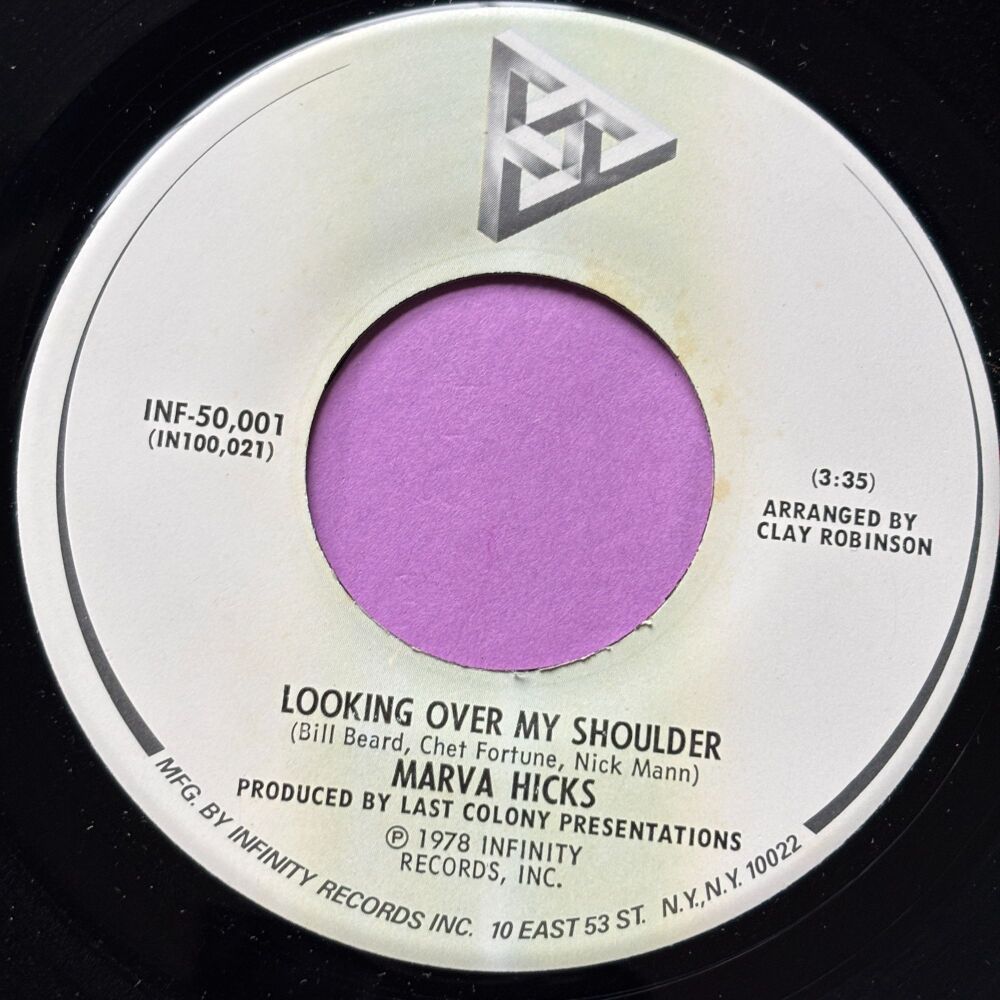 INF-50,001
(IN100,021)
(3:35)
ARRANGED BY
CLAY ROBINSON
LOOKING OVER MY SHOULDER
(Bill Beard, Chet Fortune, Nick Mann)
MARVA HICKS
PRODUCED BY LAST COLONY PRESENTATIONS
℗ 1978 INFINITY
RECORDS, INC.
MFG. BY INFINITY RECORDS INC. 10 EAST 53 ST. N.Y., N.Y. 10022